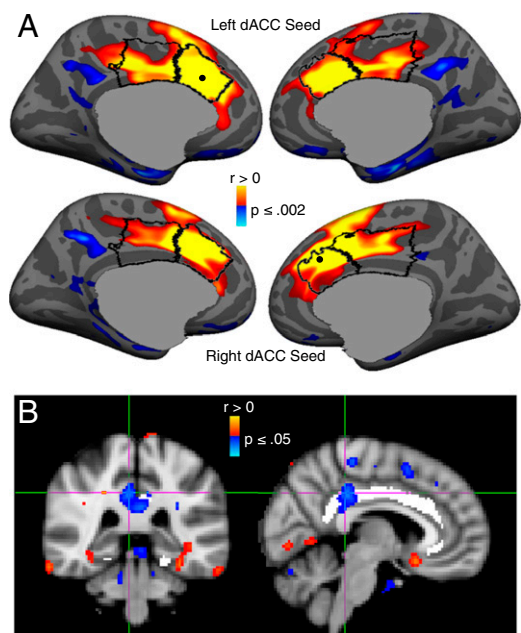 A
Left dACC Seed
r > 0
p ≤ .002
Right dACC Seed
B
r > 0
p ≤ .05